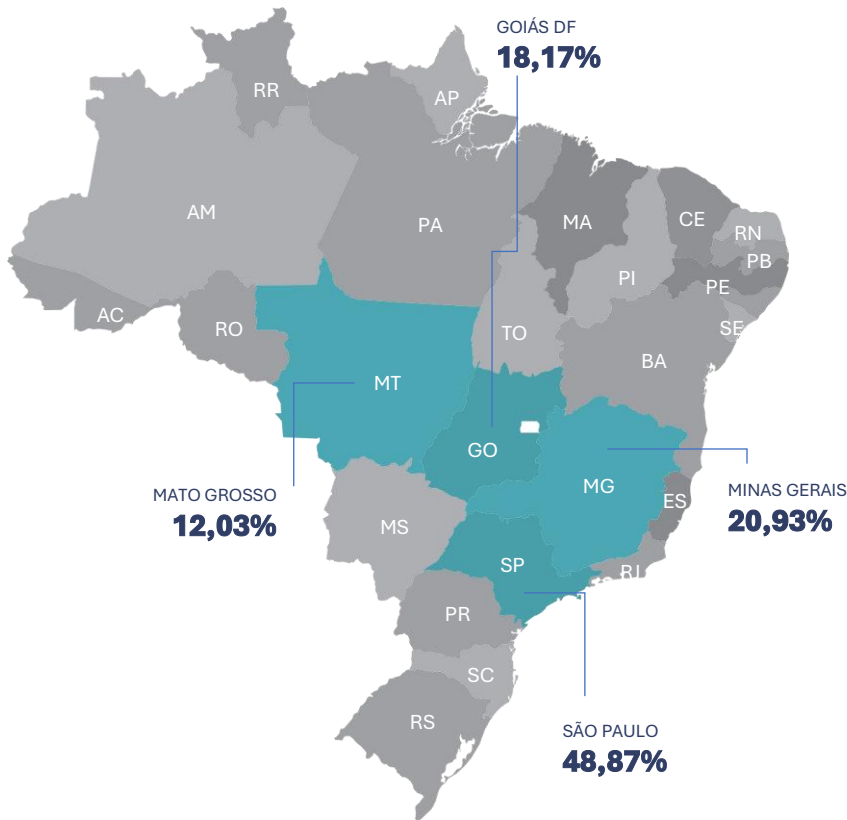 GOIÁS DF
18,17%
RR
AP
AM
PA
MA
CE
RN
PB
PI
PE
AC
RO
TO
SE
BA
MT
GO
MG
ES
MATO GROSSO
12,03%
MINAS GERAIS
20,93%
MS
SP
RJ
PR
SC
RS
SÃO PAULO
48,87%